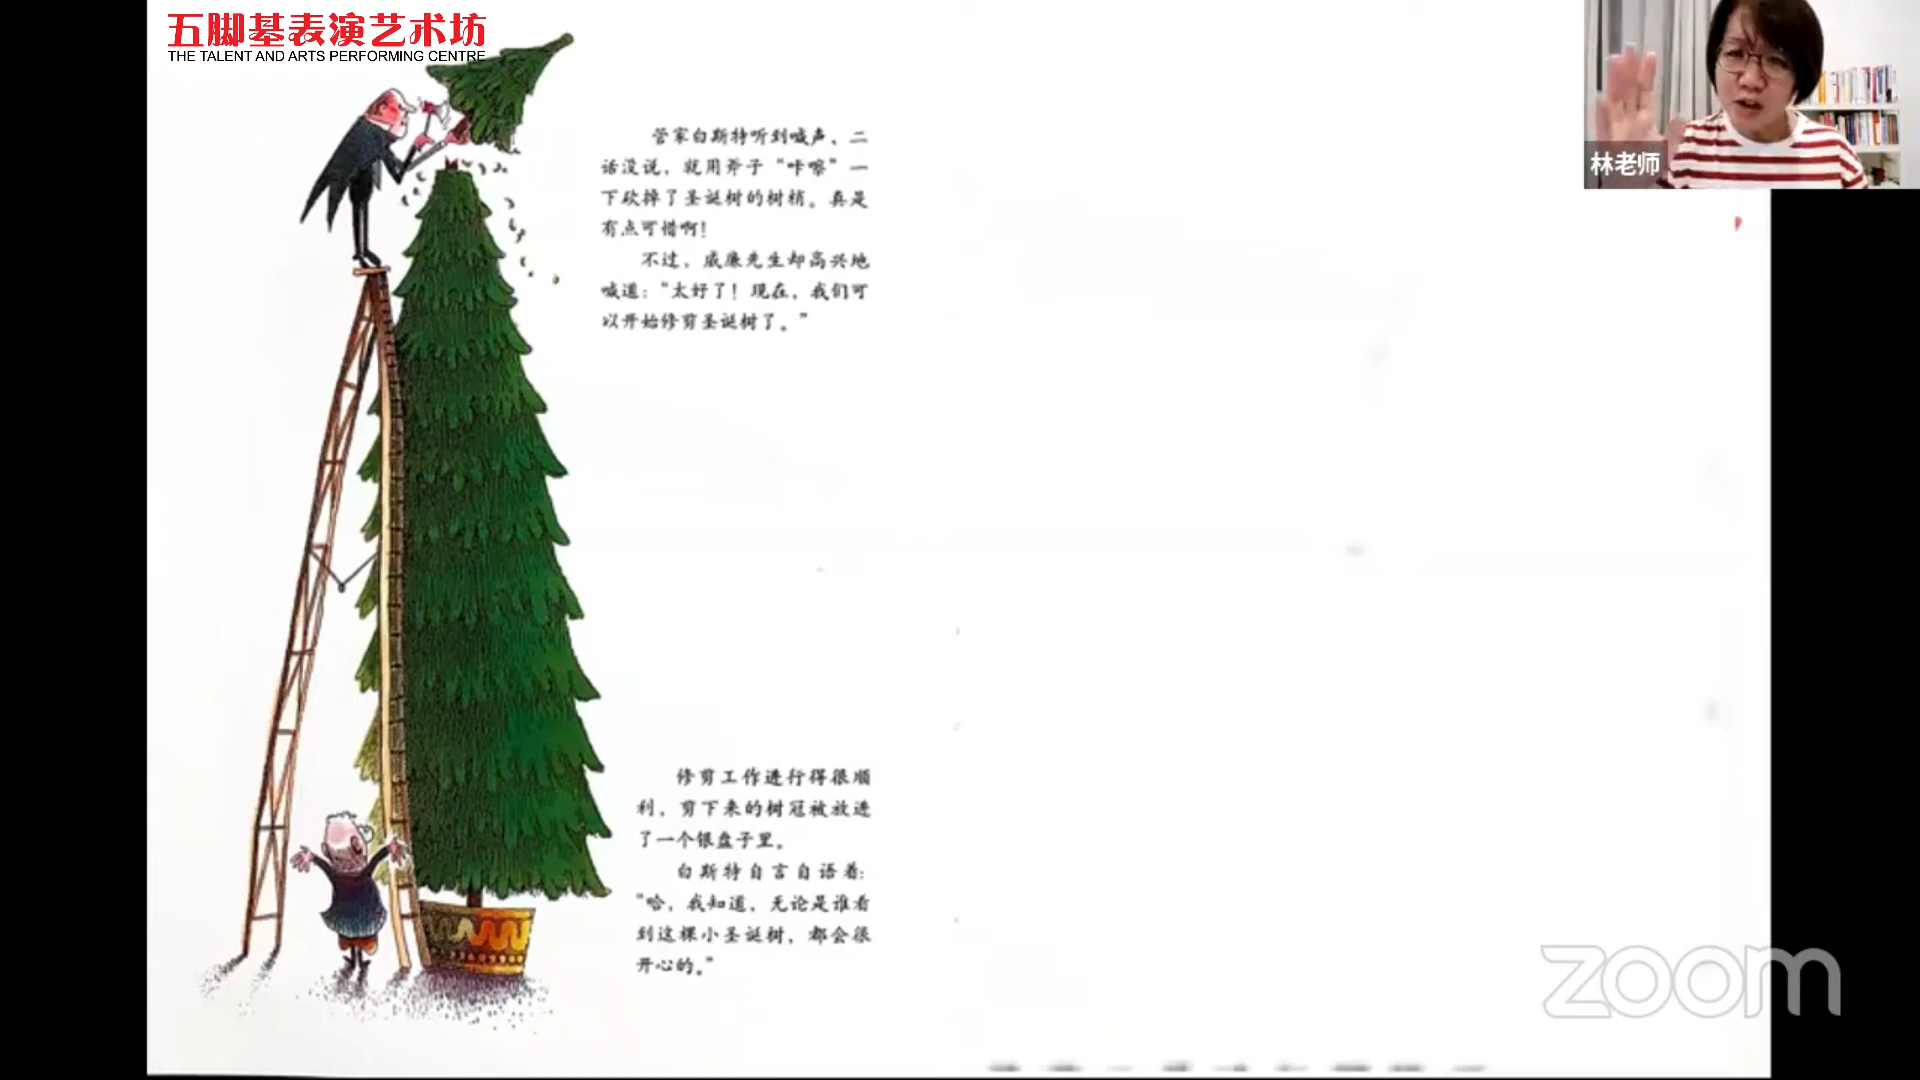 五脚基表演艺术坊
THE TALENT AND ARTS PERFORMING CENTRE
管家白斯特听到喊声，二
话没说，就用斧子“咔嚓”一
下砍掉了圣诞树的树梢。真是
有点可惜啊！
不过，威廉先生却高兴地
喊道：“太好了！现在，我们可
以开始修剪圣诞树了。”
修剪工作进行得很顺
利，剪下来的树冠被放进
了一个银盘子里。
白斯特自言自语着：
“哈，我知道，无论是谁看
到这棵小圣诞树，都会很
开心的。”
林老师
zoom